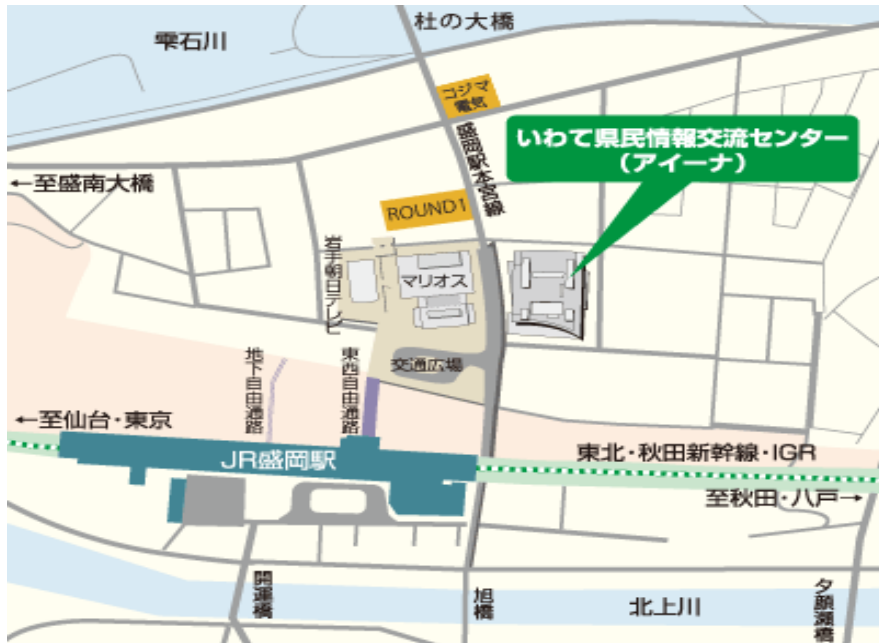 雫石川
杜の大橋
コジマ
電気
盛岡駅本宮線
いわて県民情報交流センター
(アイーナ)
←至盛南大橋
ROUND1
岩手朝日テレビ
マリオス
交通広場
地下自由通路
東西自由通路
←至仙台・東京
JR盛岡駅
東北・秋田新幹線・IGR
至秋田・八戸→
開運橋
旭橋
北上川
夕顔瀬橋